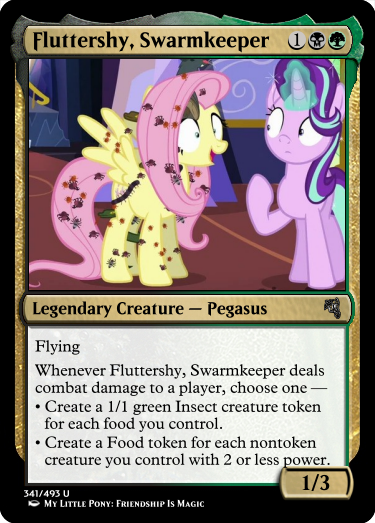 Fluttershy, Swarmkeeper 1
Legendary Creature — Pegasus
Flying
Whenever Fluttershy, Swarmkeeper deals
combat damage to a player, choose one —
• Create a 1/1 green Insect creature token
for each food you control.
• Create a Food token for each nontoken
creature you control with 2 or less power.
1/3
341/493 U
My Little Pony: Friendship Is Magic